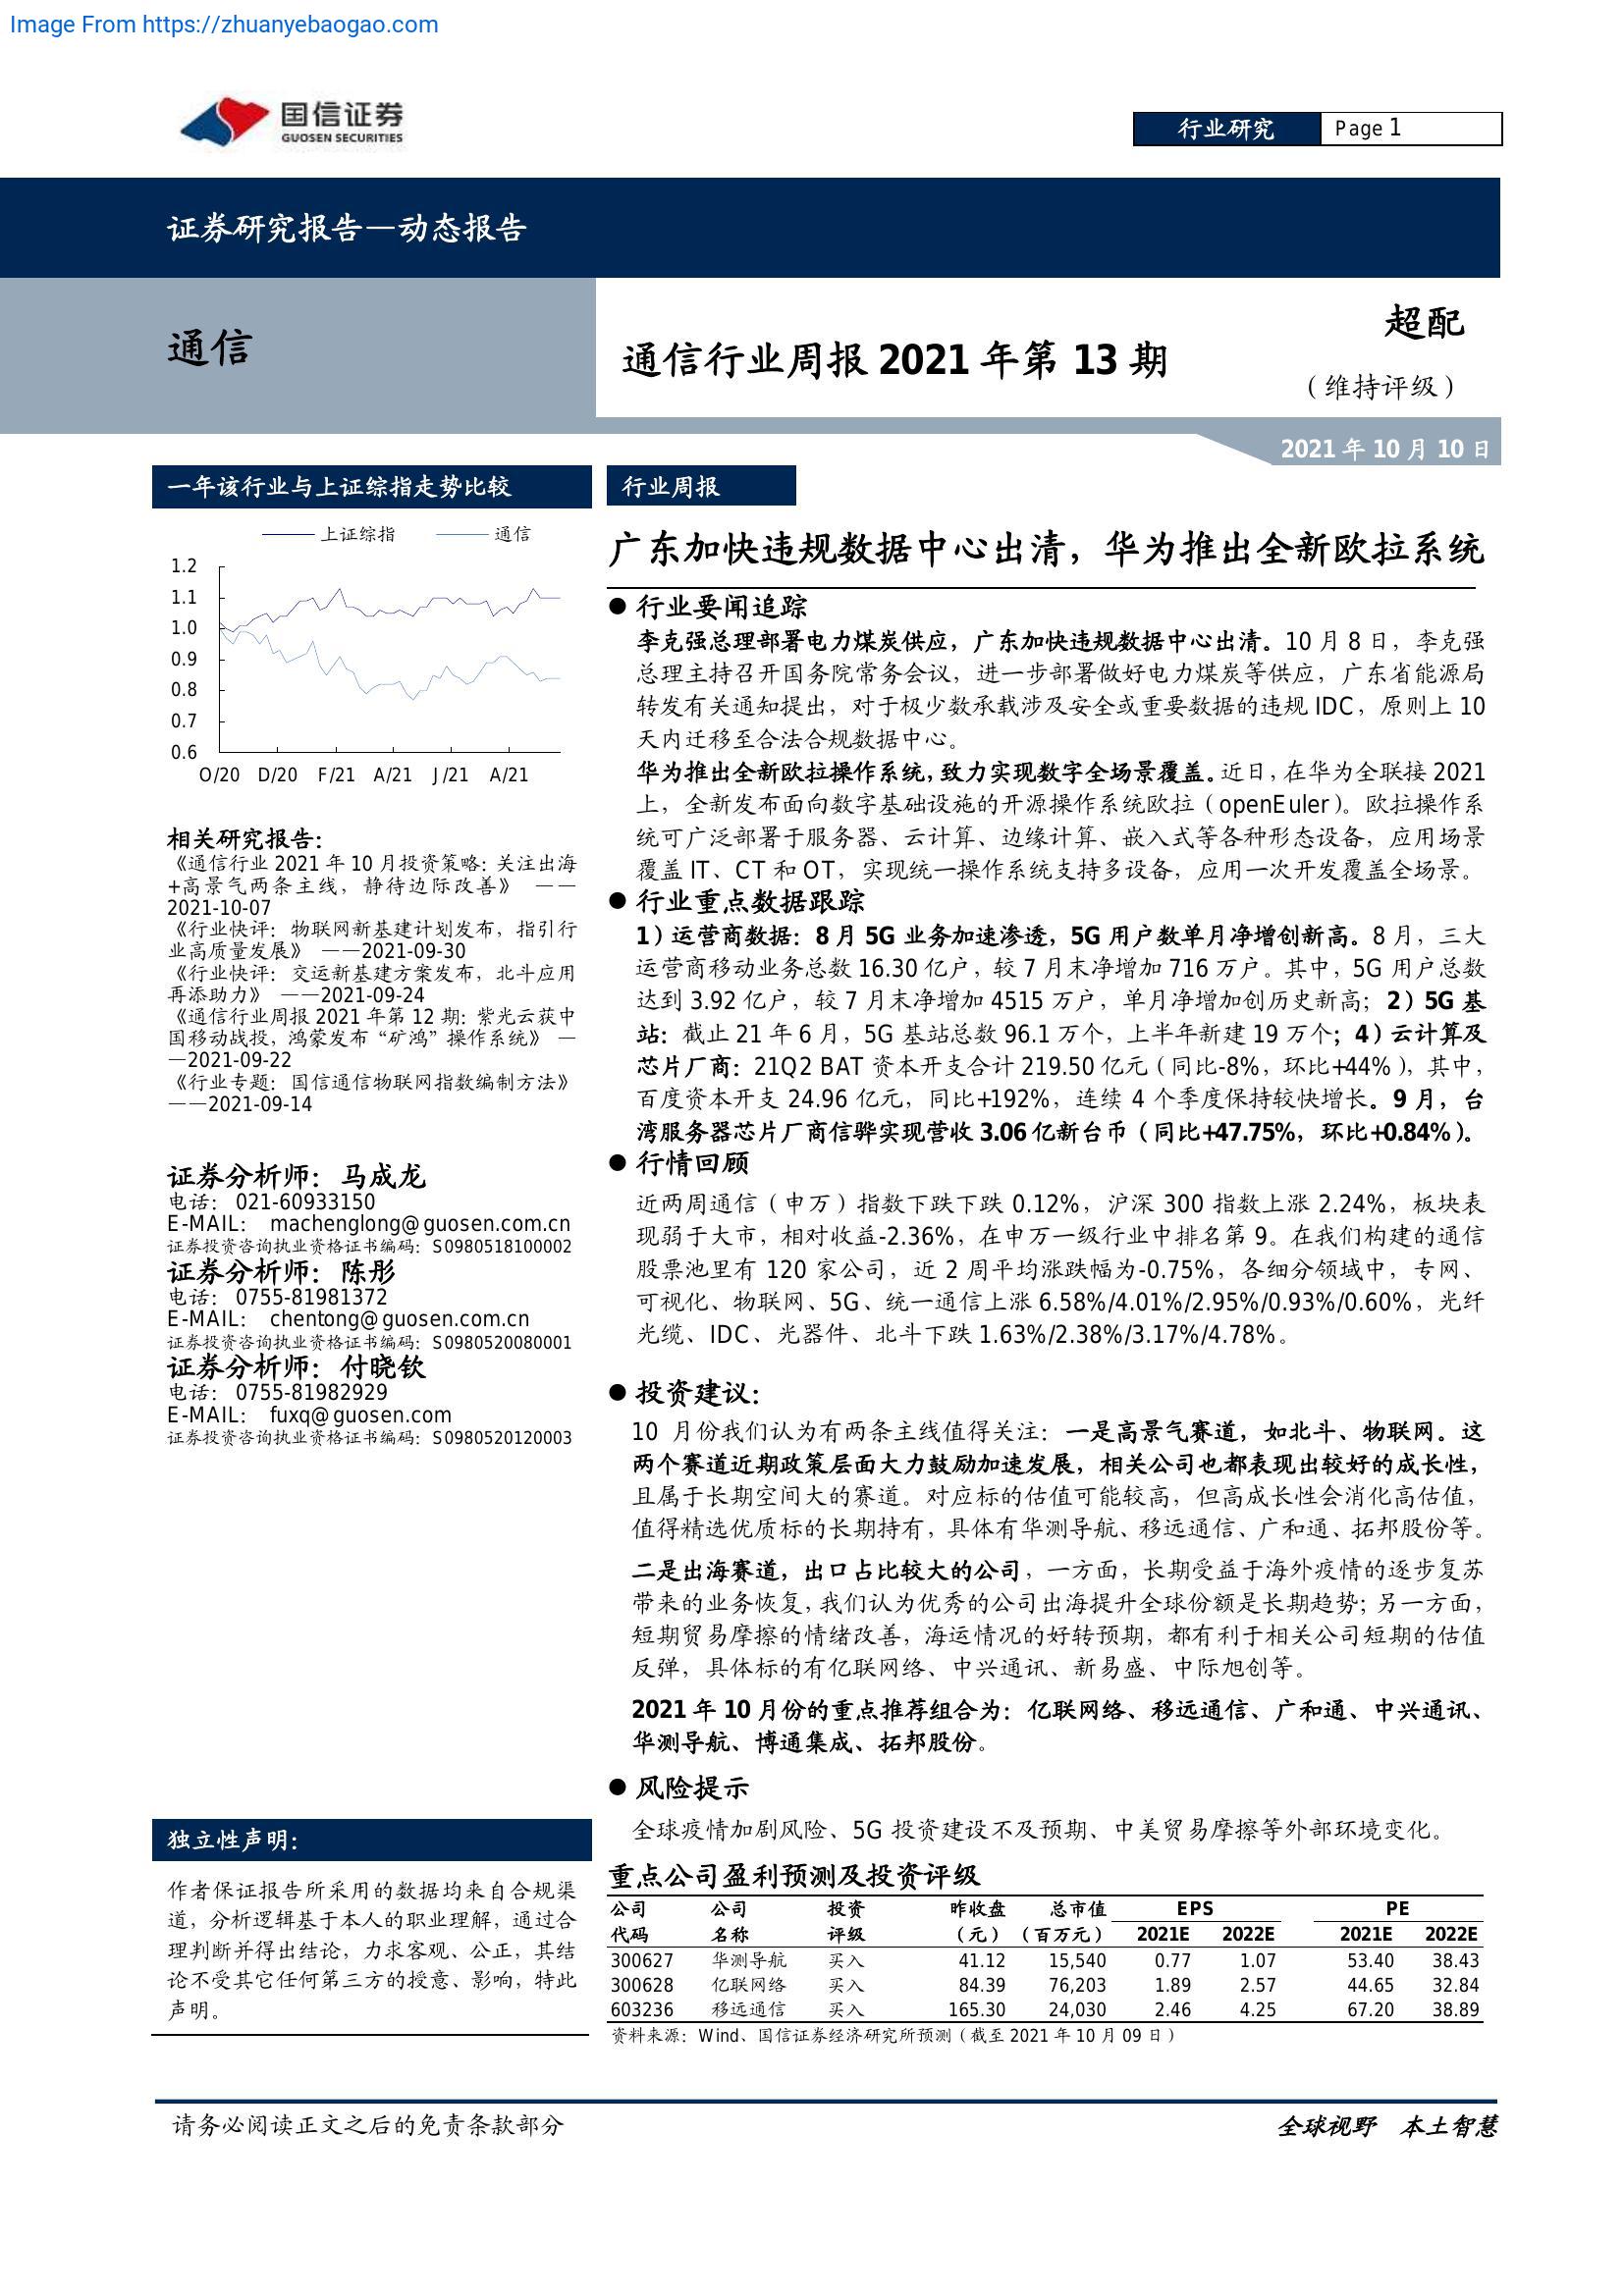 Image From https://zhuanyebaogao.com
国信证券
GUOSEN SECURITIES
行业研究
Page 1
证券研究报告—动态报告
通信
通信行业周报 2021 年第 13 期
超配
（维持评级）
2021 年 10 月 10 日
一年该行业与上证综指走势比较
上证综指 通信
1.2
1.1
1.0
0.9
0.8
0.7
0.6
O/20 D/20 F/21 A/21 J/21 A/21
相关研究报告：
《通信行业 2021 年 10 月投资策略：关注出海
+高景气两条主线，静待边际改善》 ——
2021-10-07
《行业快评：物联网新基建计划发布，指引行
业高质量发展》 ——2021-09-30
《行业快评：交运新基建方案发布，北斗应用
再添助力》 ——2021-09-24
《通信行业周报 2021 年第 12 期：紫光云获中
国移动战投，鸿蒙发布“矿鸿”操作系统》 —
—2021-09-22
《行业专题：国信通信物联网指数编制方法》
——2021-09-14
证券分析师：马成龙
电话： 021-60933150
E-MAIL： machenglong@guosen.com.cn
证券投资咨询执业资格证书编码：S0980518100002
证券分析师：陈彤
电话： 0755-81981372
E-MAIL： chentong@guosen.com.cn
证券投资咨询执业资格证书编码：S0980520080001
证券分析师：付晓钦
电话： 0755-81982929
E-MAIL： fuxq@guosen.com
证券投资咨询执业资格证书编码：S0980520120003
独立性声明：
作者保证报告所采用的数据均来自合规渠
道，分析逻辑基于本人的职业理解，通过合
理判断并得出结论，力求客观、公正，其结
论不受其它任何第三方的授意、影响，特此
声明。
行业周报
广东加快违规数据中心出清，华为推出全新欧拉系统
● 行业要闻追踪
李克强总理部署电力煤炭供应，广东加快违规数据中心出清。10 月 8 日，李克强
总理主持召开国务院常务会议，进一步部署做好电力煤炭等供应，广东省能源局
转发有关通知提出，对于极少数承载涉及安全或重要数据的违规 IDC，原则上 10
天内迁移至合法合规数据中心。
华为推出全新欧拉操作系统，致力实现数字全场景覆盖。近日，在华为全联接 2021
上，全新发布面向数字基础设施的开源操作系统欧拉（openEuler）。欧拉操作系
统可广泛部署于服务器、云计算、边缘计算、嵌入式等各种形态设备，应用场景
覆盖 IT、CT 和 OT，实现统一操作系统支持多设备，应用一次开发覆盖全场景。
● 行业重点数据跟踪
1）运营商数据：8 月 5G 业务加速渗透，5G 用户数单月净增创新高。8 月，三大
运营商移动业务总数 16.30 亿户，较 7 月末净增加 716 万户。其中，5G 用户总数
达到 3.92 亿户，较 7 月末净增加 4515 万户，单月净增加创历史新高；2）5G 基
站：截止 21 年 6 月，5G 基站总数 96.1 万个，上半年新建 19 万个；4）云计算及
芯片厂商：21Q2 BAT 资本开支合计 219.50 亿元（同比-8%，环比+44%），其中，
百度资本开支 24.96 亿元，同比+192%，连续 4 个季度保持较快增长。9 月，台
湾服务器芯片厂商信骅实现营收 3.06 亿新台币（同比+47.75%，环比+0.84%）。
● 行情回顾
近两周通信（申万）指数下跌下跌 0.12%，沪深 300 指数上涨 2.24%，板块表
现弱于大市，相对收益-2.36%，在申万一级行业中排名第 9。在我们构建的通信
股票池里有 120 家公司，近 2 周平均涨跌幅为-0.75%，各细分领域中，专网、
可视化、物联网、5G、统一通信上涨 6.58%/4.01%/2.95%/0.93%/0.60%，光纤
光缆、IDC、光器件、北斗下跌 1.63%/2.38%/3.17%/4.78%。
● 投资建议：
10 月份我们认为有两条主线值得关注：一是高景气赛道，如北斗、物联网。这
两个赛道近期政策层面大力鼓励加速发展，相关公司也都表现出较好的成长性，
且属于长期空间大的赛道。对应标的估值可能较高，但高成长性会消化高估值，
值得精选优质标的长期持有，具体有华测导航、移远通信、广和通、拓邦股份等。
二是出海赛道，出口占比较大的公司，一方面，长期受益于海外疫情的逐步复苏
带来的业务恢复，我们认为优秀的公司出海提升全球份额是长期趋势；另一方面，
短期贸易摩擦的情绪改善，海运情况的好转预期，都有利于相关公司短期的估值
反弹，具体标的有亿联网络、中兴通讯、新易盛、中际旭创等。
2021 年 10 月份的重点推荐组合为：亿联网络、移远通信、广和通、中兴通讯、
华测导航、博通集成、拓邦股份。
● 风险提示
全球疫情加剧风险、5G 投资建设不及预期、中美贸易摩擦等外部环境变化。
重点公司盈利预测及投资评级
公司 公司 投资 昨收盘 总市值 EPS PE
代码 名称 评级 （元） （百万元） 2021E 2022E 2021E 2022E
300627 华测导航 买入 41.12 15,540 0.77 1.07 53.40 38.43
300628 亿联网络 买入 84.39 76,203 1.89 2.57 44.65 32.84
603236 移远通信 买入 165.30 24,030 2.46 4.25 67.20 38.89
资料来源：Wind、国信证券经济研究所预测（截至 2021 年 10 月 09 日）
请务必阅读正文之后的免责条款部分
全球视野 本土智慧